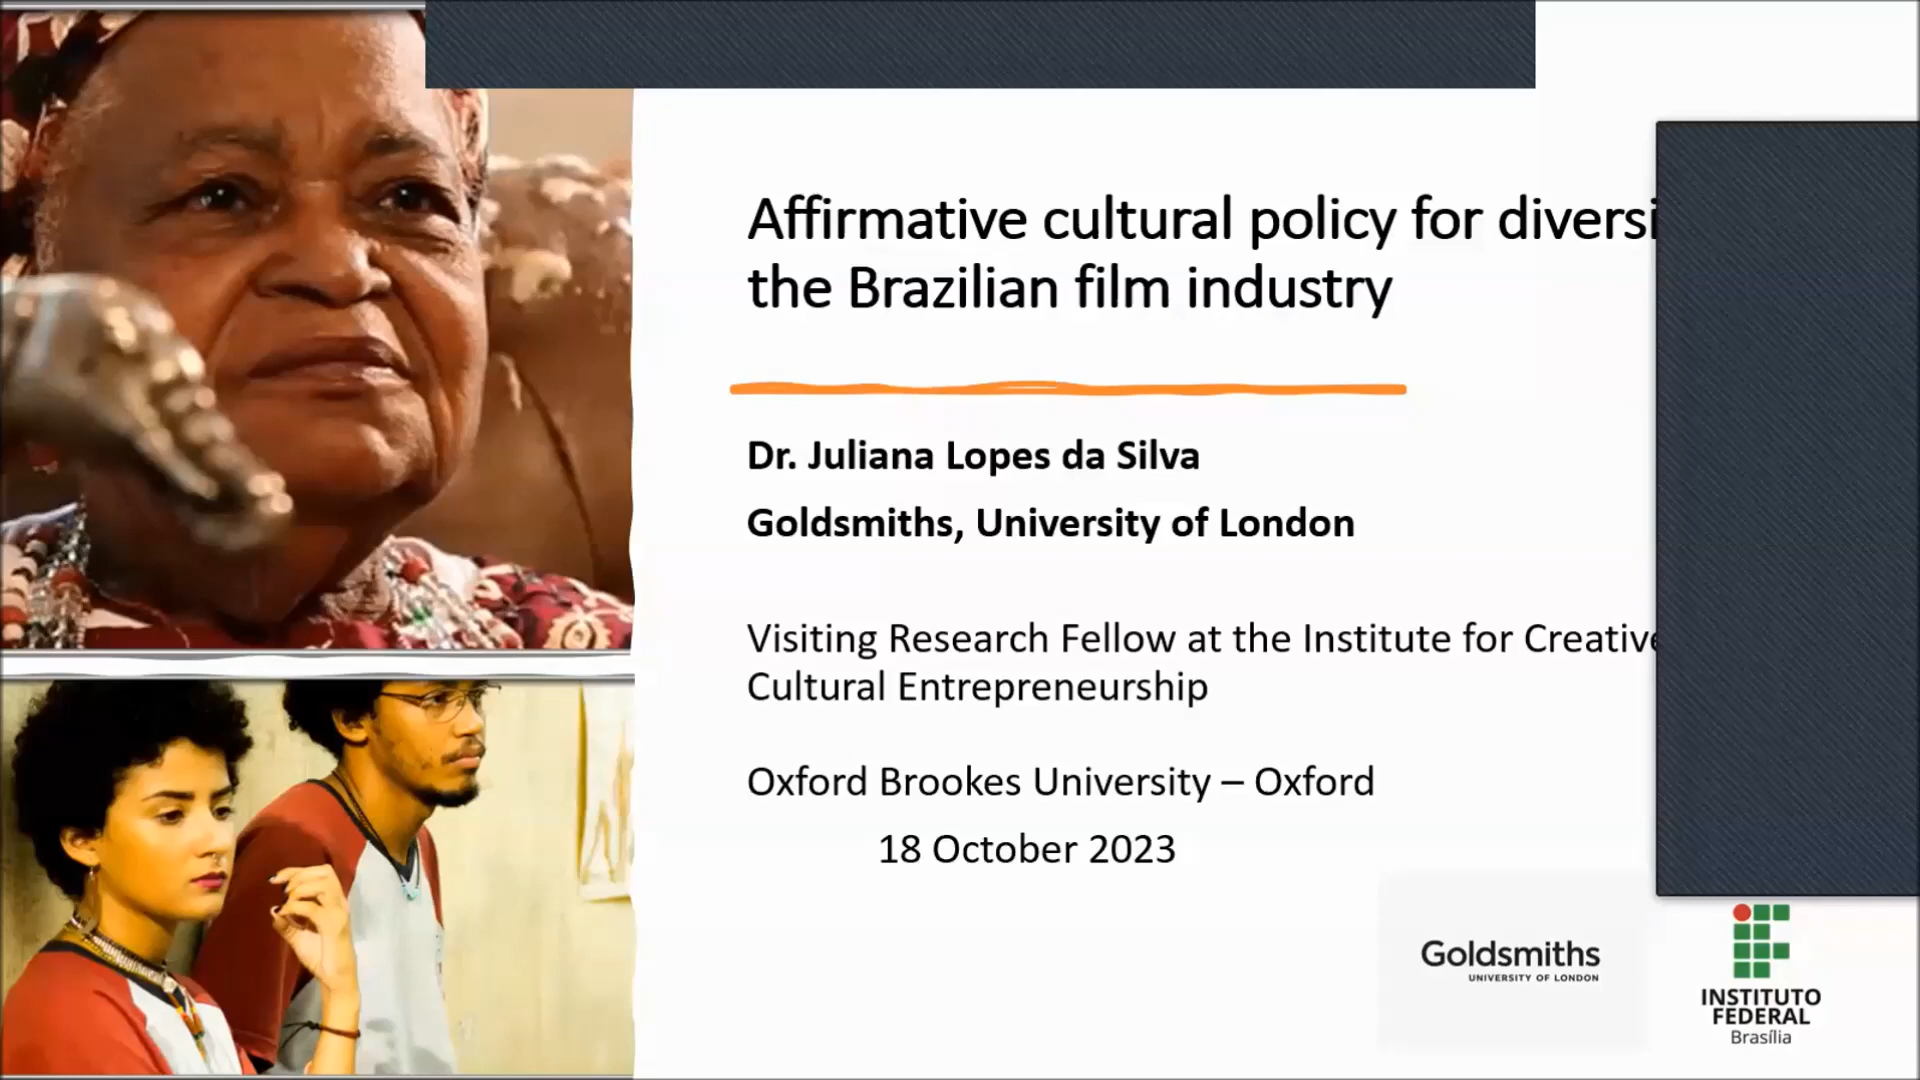 Affirmative cultural policy for
the Brazilian film industry
Dr. Juliana Lopes da Silva
Goldsmiths, University of London
Visiting Research Fellow at the Institute for Creative
Cultural Entrepreneurship
Oxford Brookes University – Oxford
18 October 2023
Goldsmiths
UNIVERSITY OF LONDON
INSTITUTO
FEDERAL
Brasília